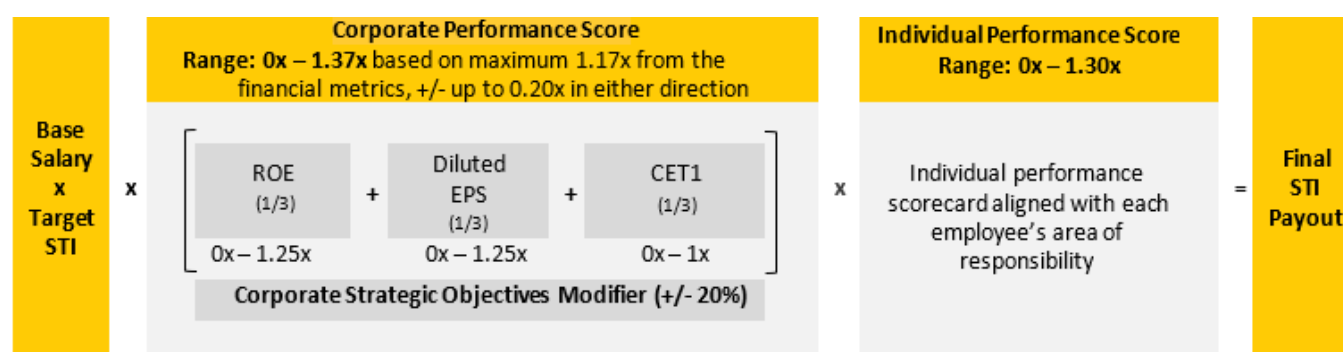 Base
Salary
x
Target
STI
x
Corporate Performance Score
Range: 0x – 1.37x based on maximum 1.17x from the
financial metrics, +/- up to 0.20x in either direction
ROE
(1/3)
+
Diluted
EPS
(1/3)
+
CET1
(1/3)
0x – 1.25x
0x – 1.25x
0x – 1x
Corporate Strategic Objectives Modifier (+/- 20%)
x
Individual Performance Score
Range: 0x – 1.30x
Individual performance
scorecard aligned with each
employee's area of
responsibility
=
Final
STI
Payout